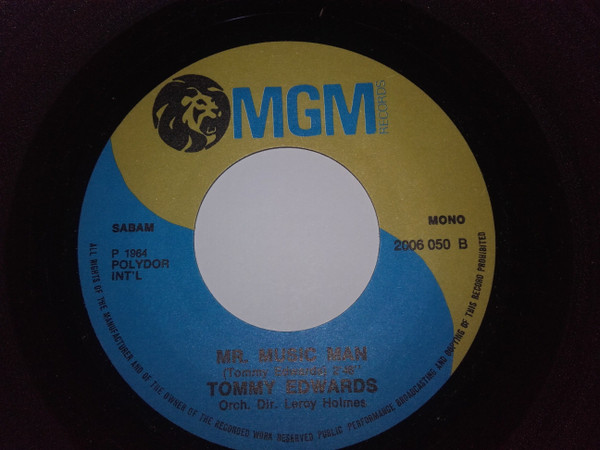 MGM
RECORDS
SABAM
MONO
P 1964
POLYDOR
INT'L
2006 050 B
MR. MUSIC MAN
(Tommy
TOMMY EDWARDS
Orch. Dir. Leroy Holmes
ALL RIGHTS OF THE MANUFACTURER AND OF THE OWNER OF THE RECORDED WORK RESERVED PUBLIC PERFORMANCE BROADCASTING AND COPYING OF THIS RECORD PROHIBITED